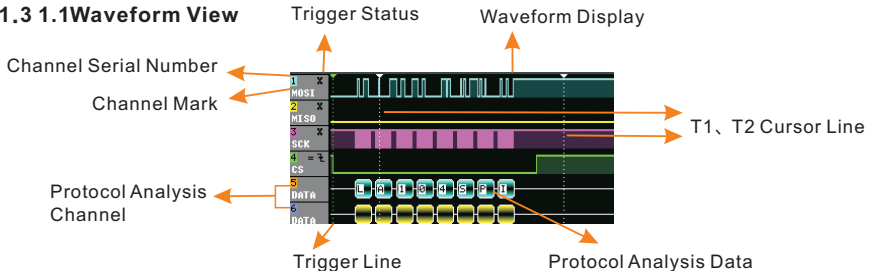 1.3 1.1Waveform View
Trigger Status
Waveform Display
Channel Serial Number
Channel Mark
1 X
MOSI
2 X
MISO
3 X
SCK
4 =
CS
5
DATA
6
DATA
L A 1 0 4 S P I
T1、T2 Cursor Line
Protocol Analysis
Channel
Trigger Line
Protocol Analysis Data